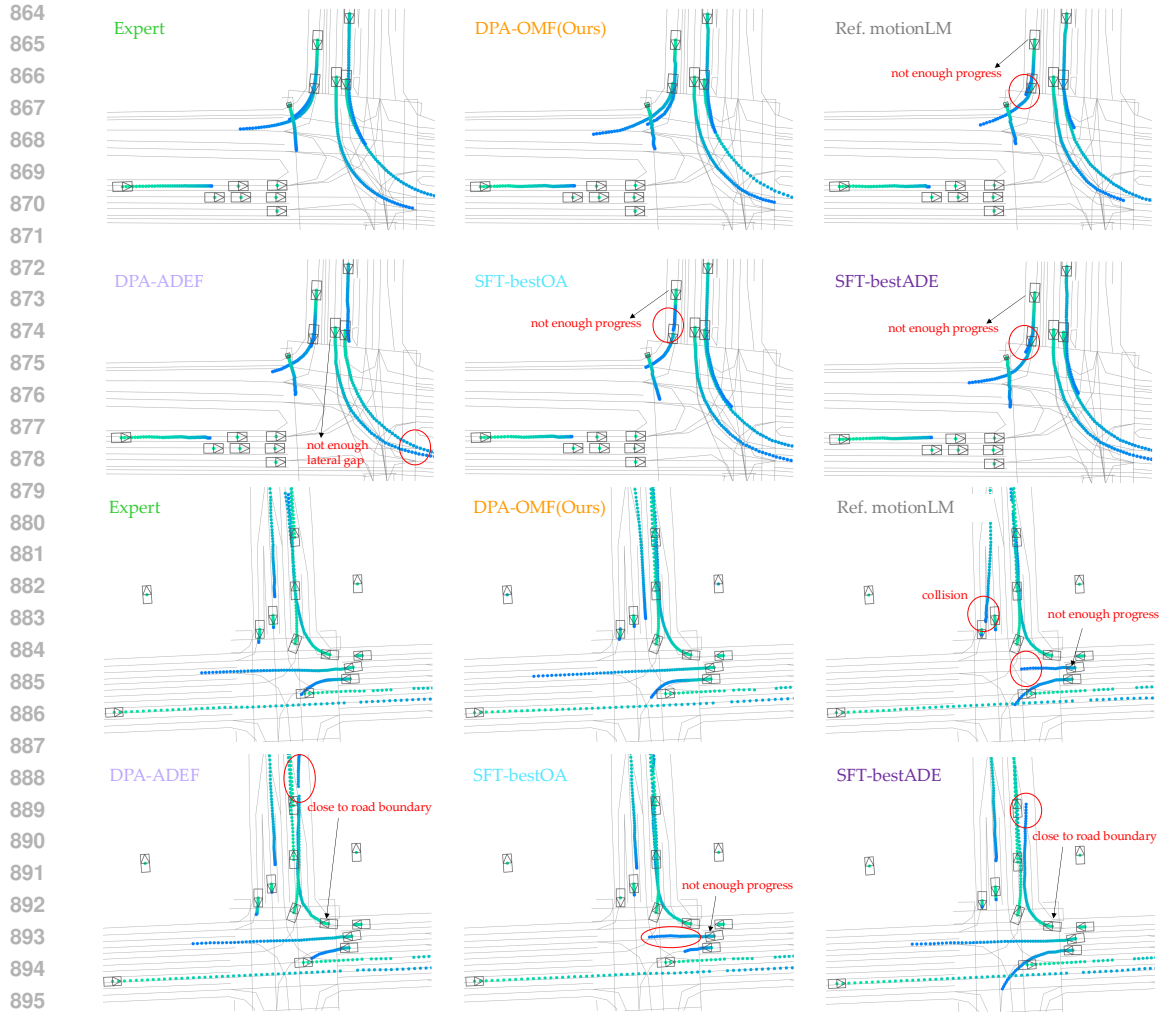 864
Expert
DPA-OMF(Ours)
Ref. motionLM
865
866
not enough progress
867
868
869
870
871
872
DPA-ADEF
SFT-bestOA
SFT-bestADE
873
not enough progress
not enough progress
874
875
876
877
not enough
lateral gap
878
879
Expert
DPA-OMF(Ours)
Ref. motionLM
880
881
882
collision
883
not enough progress
884
885
886
887
888
DPA-ADEF
SFT-bestOA
SFT-bestADE
889
close to road boundary
890
close to road boundary
891
not enough progress
892
893
894
895